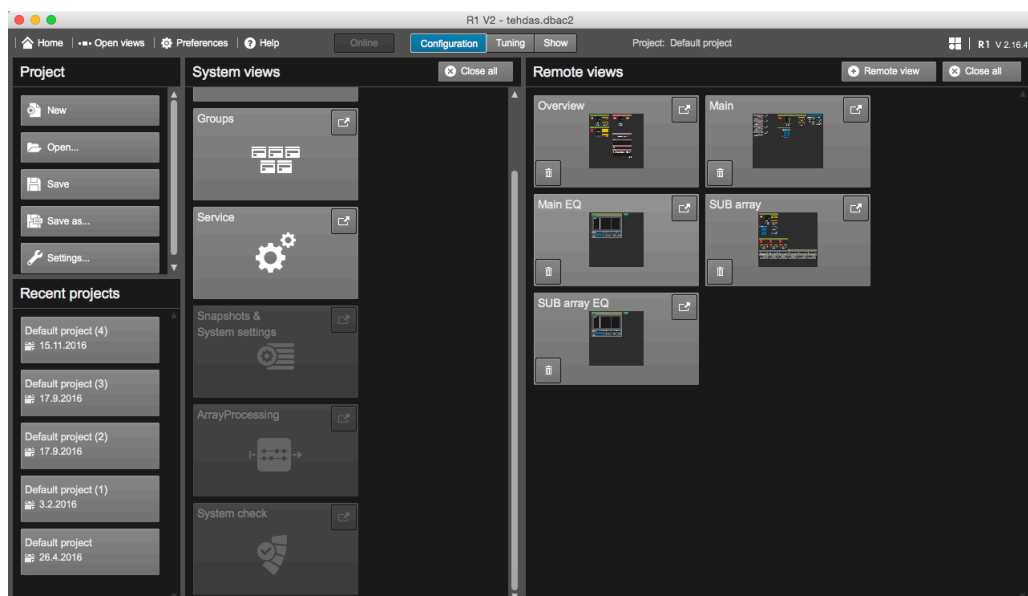 R1 V2 - tehdas.dbac2
Home
Open views
Preferences
Help
Online
Configuration
Tuning
Show
Project: Default project
R1 V 2.16.4
Project
New
Open...
Save
Save as...
Settings...
Recent projects
Default project (4)
15.11.2016
Default project (3)
17.9.2016
Default project (2)
17.9.2016
Default project (1)
3.2.2016
Default project
26.4.2016
System views
Close all
Groups
Service
Snapshots &
System settings
ArrayProcessing
System check
Remote views
Remote view
Close all
Overview
Main
Main EQ
SUB array
SUB array EQ